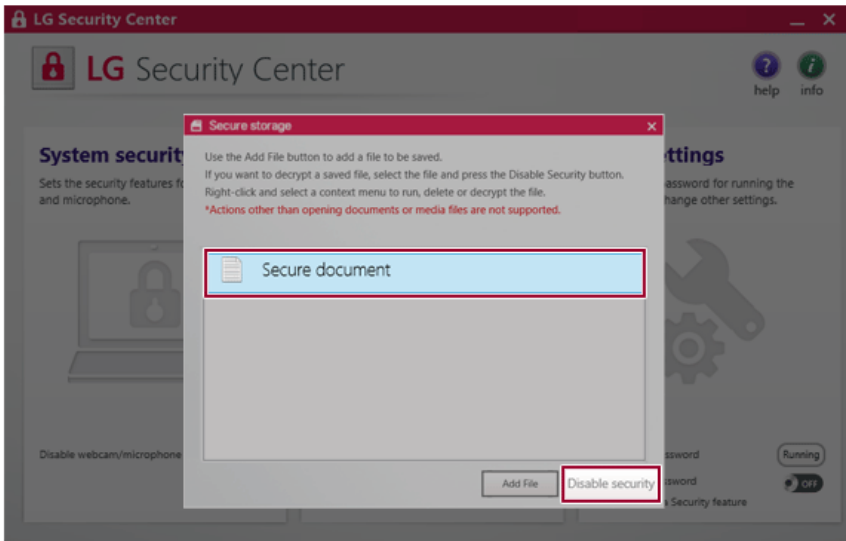 LG Security Center
LG Security Center
help info
Secure storage
System securit
ttings
Use the Add File button to add a file to be saved.
If you want to decrypt a saved file, select the file and press the Disable Security button.
Right-click and select a context menu to run, delete or decrypt the file.
*Actions other than opening documents or media files are not supported.
Sets the security features fo
and microphone.
assword for running the
hange other settings.
Secure document
Disable webcam/microphone
ssword
Running
Add File
Disable security
sword
OFF
Security feature